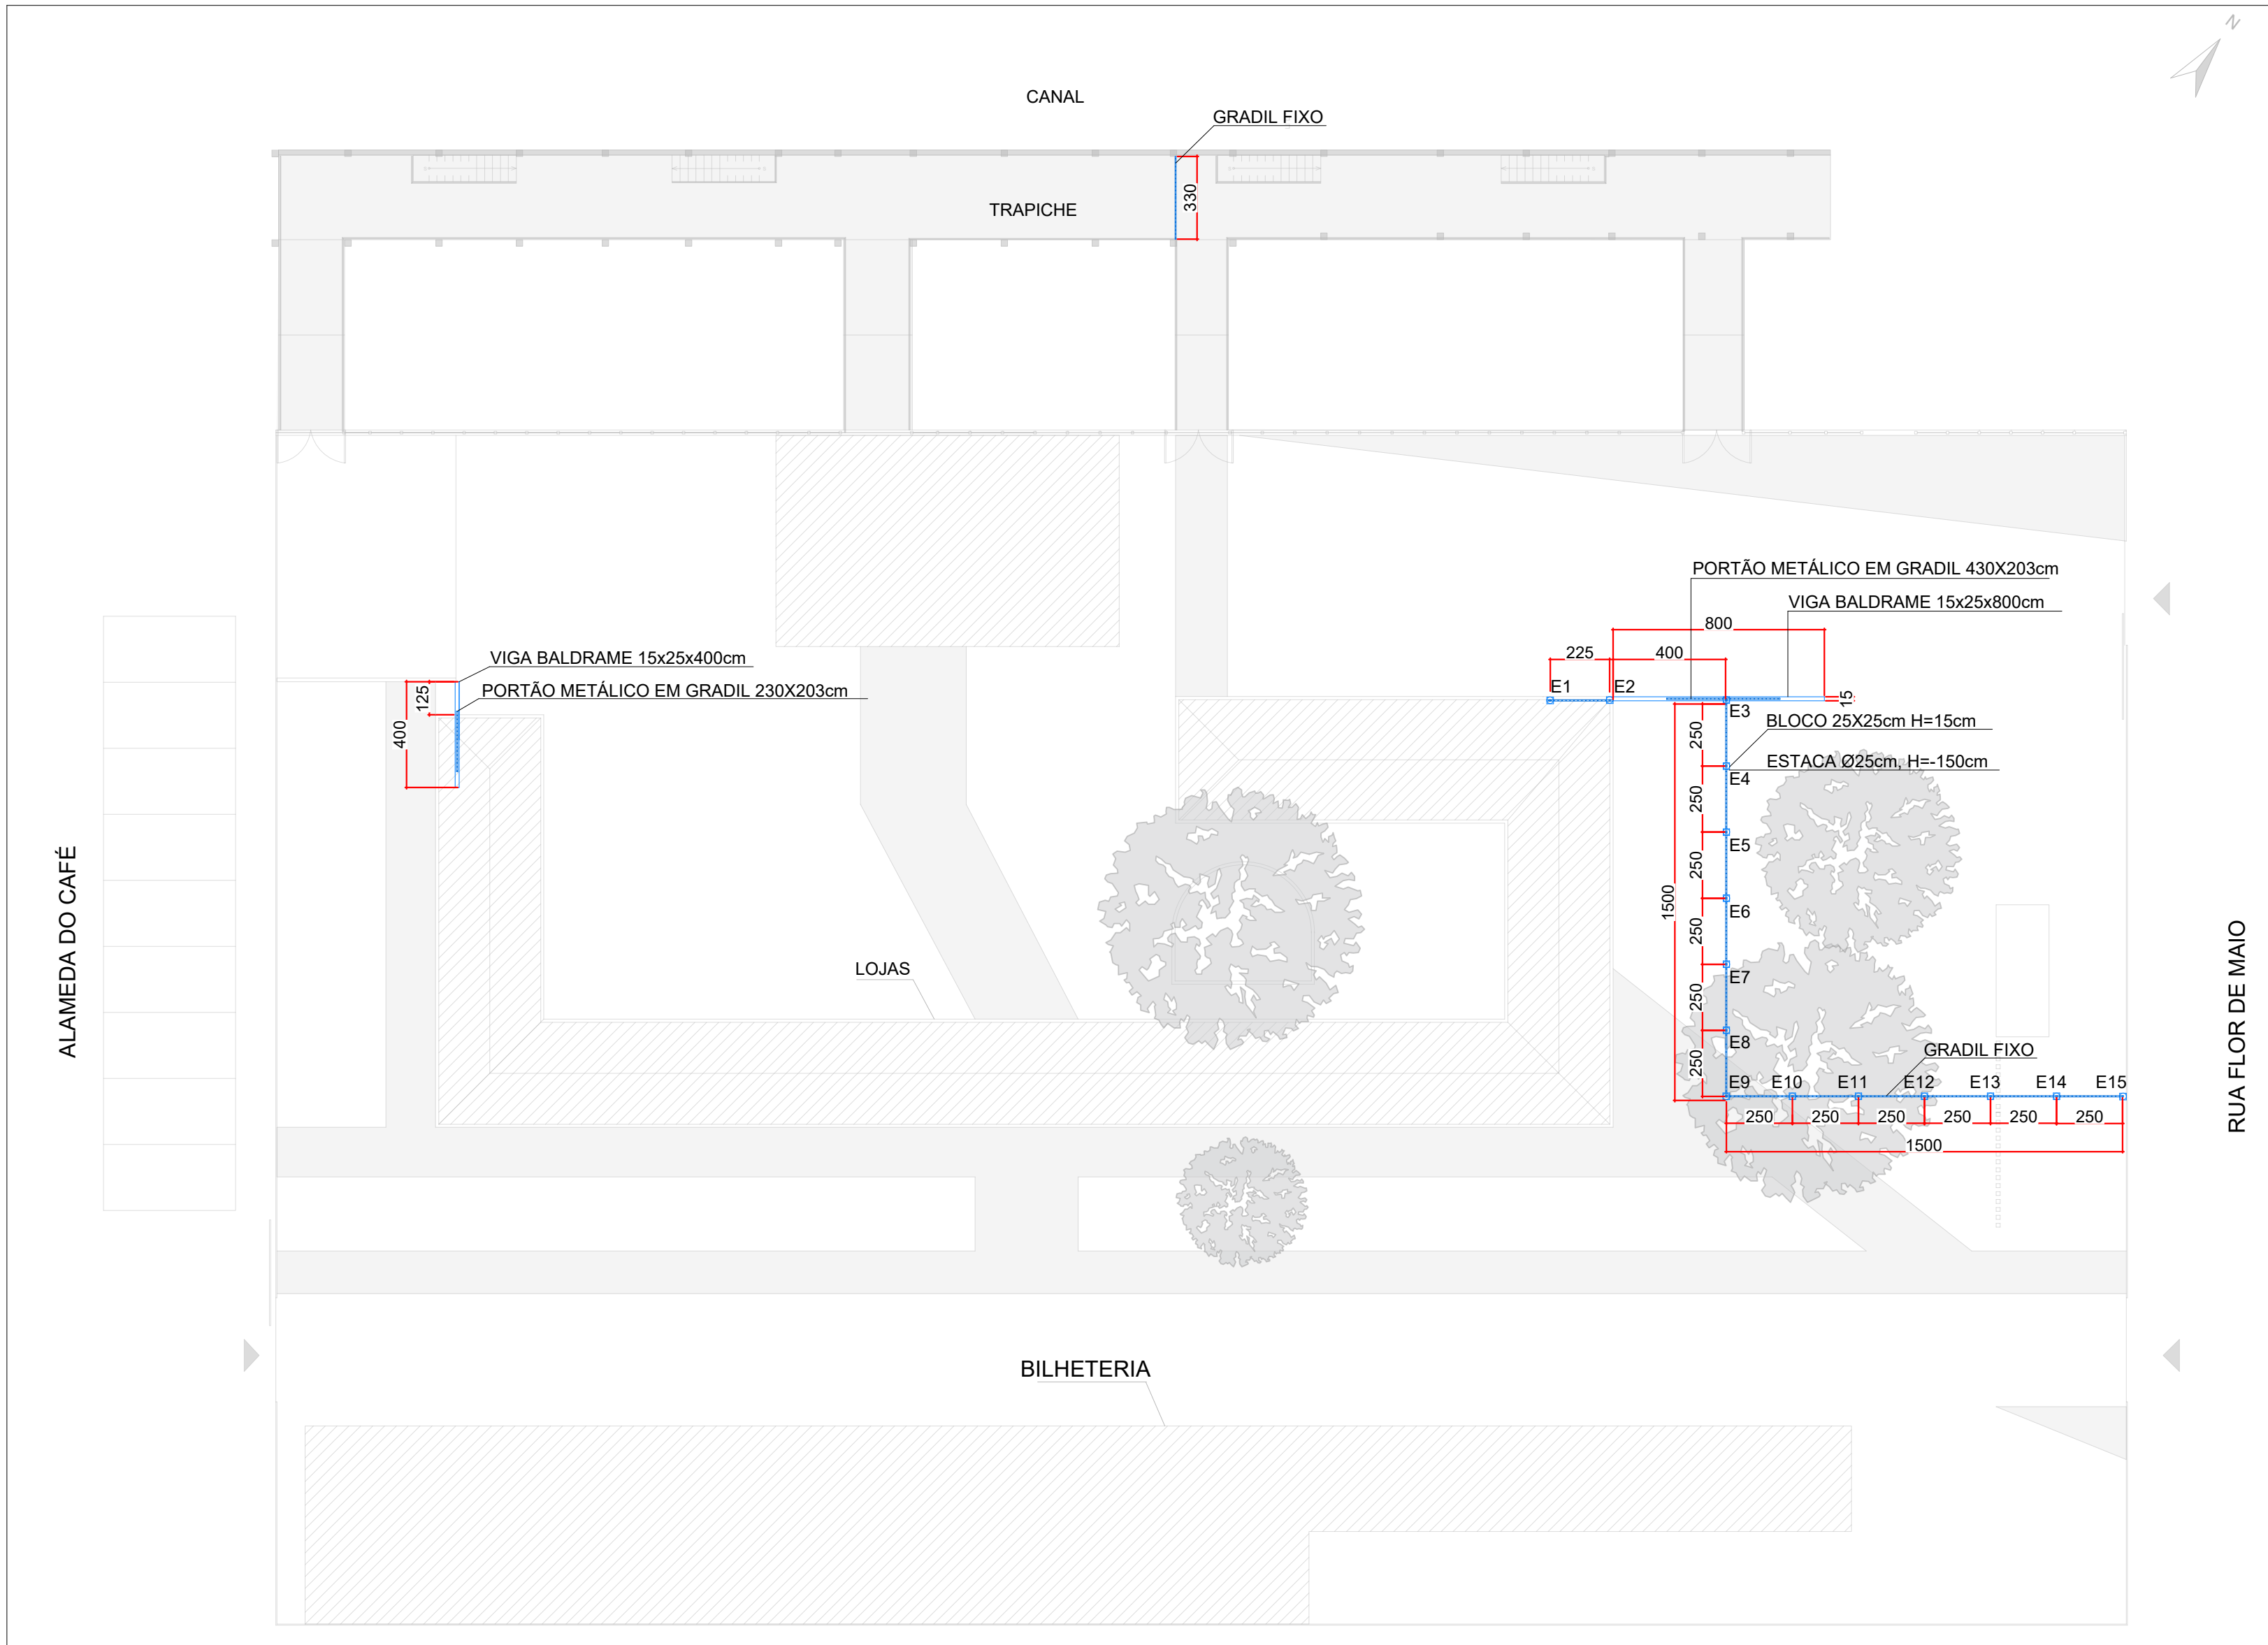 N
CANAL
GRADIL FIXO
330
TRAPICHE
PORTÃO METÁLICO EM GRADIL 430X203cm
VIGA BALDRAME 15x25x800cm
800
225
400
E1
E2
15
VIGA BALDRAME 15x25x400cm
PORTÃO METÁLICO EM GRADIL 230X203cm
125
400
E3
BLOCO 25X25cm H=15cm
250
ESTACA Ø25cm, H=-150cm
E4
250
E5
250
E6
1500
250
E7
250
E8
250
LOJAS
GRADIL FIXO
E9
E10
E11
E12
E13
E14
E15
250
250
250
250
250
250
1500
ALAMEDA DO CAFÉ
RUA FLOR DE MAIO
BILHETERIA